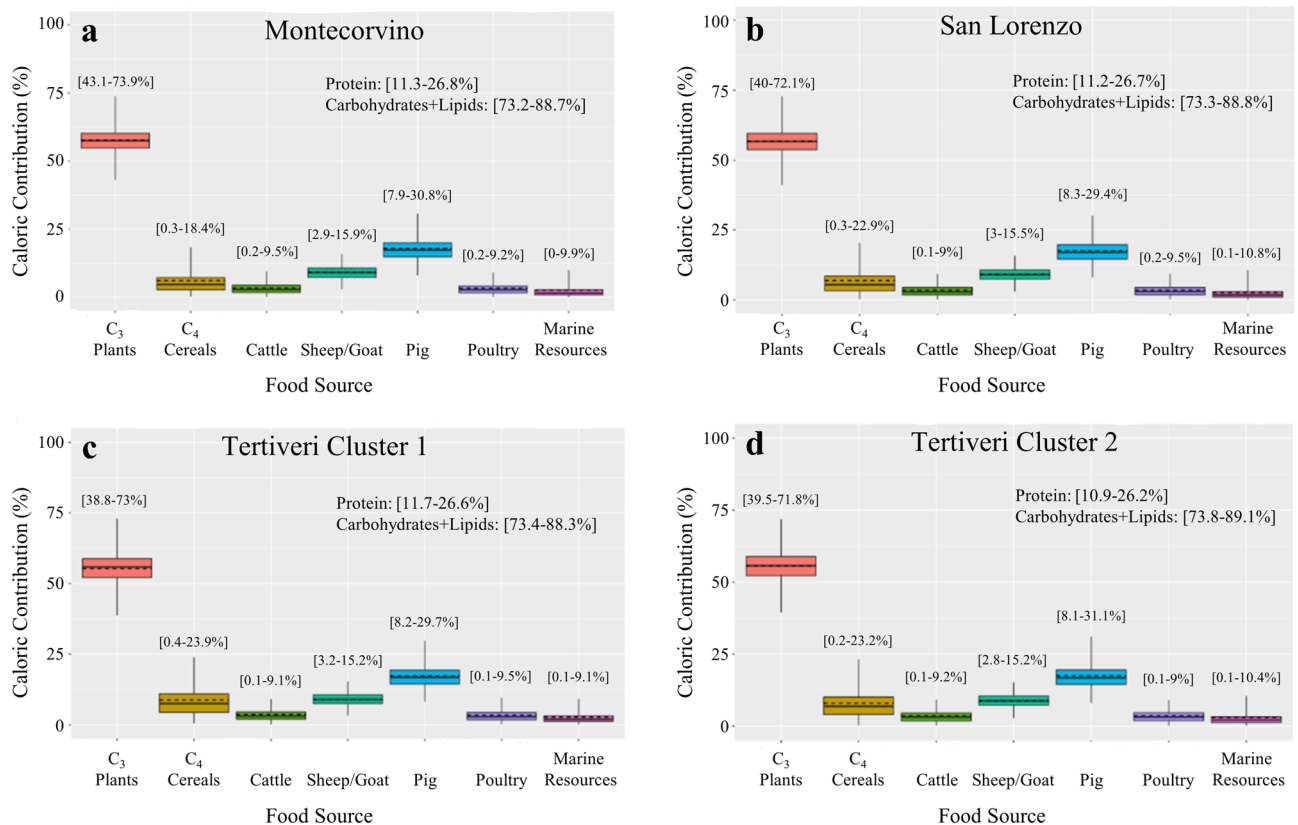 a
Montecorvino
Protein: [11.3-26.8%]
Carbohydrates+Lipids: [73.2-88.7%]
Caloric Contribution (%)
100
75
50
25
0
[43.1-73.9%]
[0.3-18.4%]
[0.2-9.5%]
[2.9-15.9%]
[7.9-30.8%]
[0.2-9.2%]
[0-9.9%]
C3 Plants
C4 Cereals
Cattle
Sheep/Goat
Pig
Poultry
Marine Resources
Food Source
b
San Lorenzo
Protein: [11.2-26.7%]
Carbohydrates+Lipids: [73.3-88.8%]
Caloric Contribution (%)
100
75
50
25
0
[40-72.1%]
[0.3-22.9%]
[0.1-9%]
[3-15.5%]
[8.3-29.4%]
[0.2-9.5%]
[0.1-10.8%]
C3 Plants
C4 Cereals
Cattle
Sheep/Goat
Pig
Poultry
Marine Resources
Food Source
c
Tertiveri Cluster 1
Protein: [11.7-26.6%]
Carbohydrates+Lipids: [73.4-88.3%]
Caloric Contribution (%)
100
75
50
25
0
[38.8-73%]
[0.4-23.9%]
[0.1-9.1%]
[3.2-15.2%]
[8.2-29.7%]
[0.1-9.5%]
[0.1-9.1%]
C3 Plants
C4 Cereals
Cattle
Sheep/Goat
Pig
Poultry
Marine Resources
Food Source
d
Tertiveri Cluster 2
Protein: [10.9-26.2%]
Carbohydrates+Lipids: [73.8-89.1%]
Caloric Contribution (%)
100
75
50
25
0
[39.5-71.8%]
[0.2-23.2%]
[0.1-9.2%]
[2.8-15.2%]
[8.1-31.1%]
[0.1-9%]
[0.1-10.4%]
C3 Plants
C4 Cereals
Cattle
Sheep/Goat
Pig
Poultry
Marine Resources
Food Source